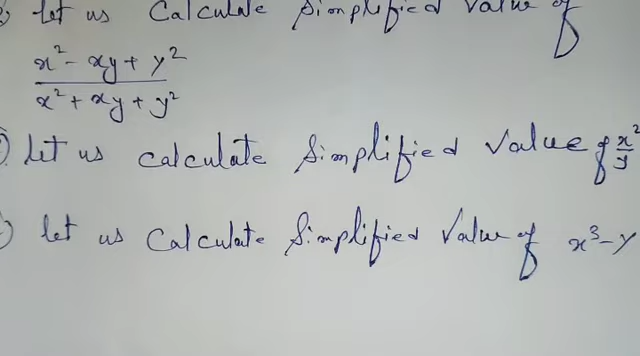 let us Calculate Simplified Value of
x² - xy + y²
x² + xy + y²
) let us calculate Simplified Value of x²
y
) let us Calculate Simplified Value of x³ - y